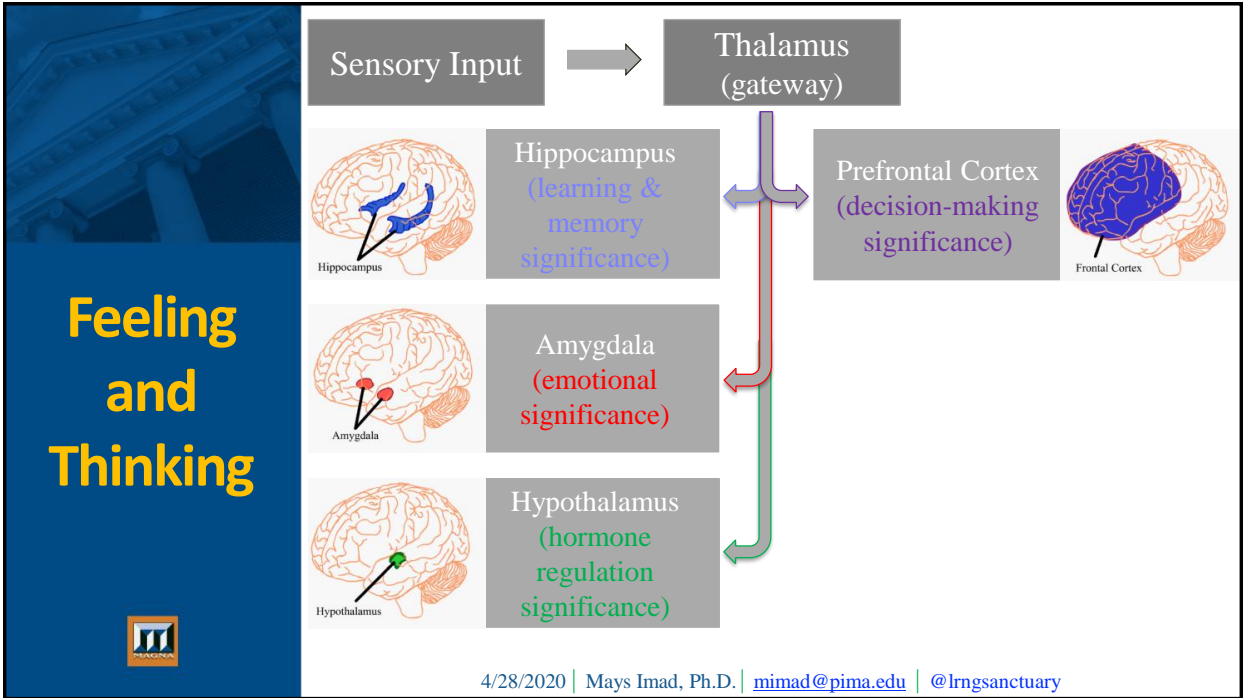 Feeling
and
Thinking
MAGNA
Sensory Input
Thalamus
(gateway)
Hippocampus
Hippocampus
(learning &
memory
significance)
Prefrontal Cortex
(decision-making
significance)
Frontal Cortex
Amygdala
Amygdala
(emotional
significance)
Hypothalamus
Hypothalamus
(hormone
regulation
significance)
4/28/2020 | Mays Imad, Ph.D. | mimad@pima.edu | @lrngsanctuary